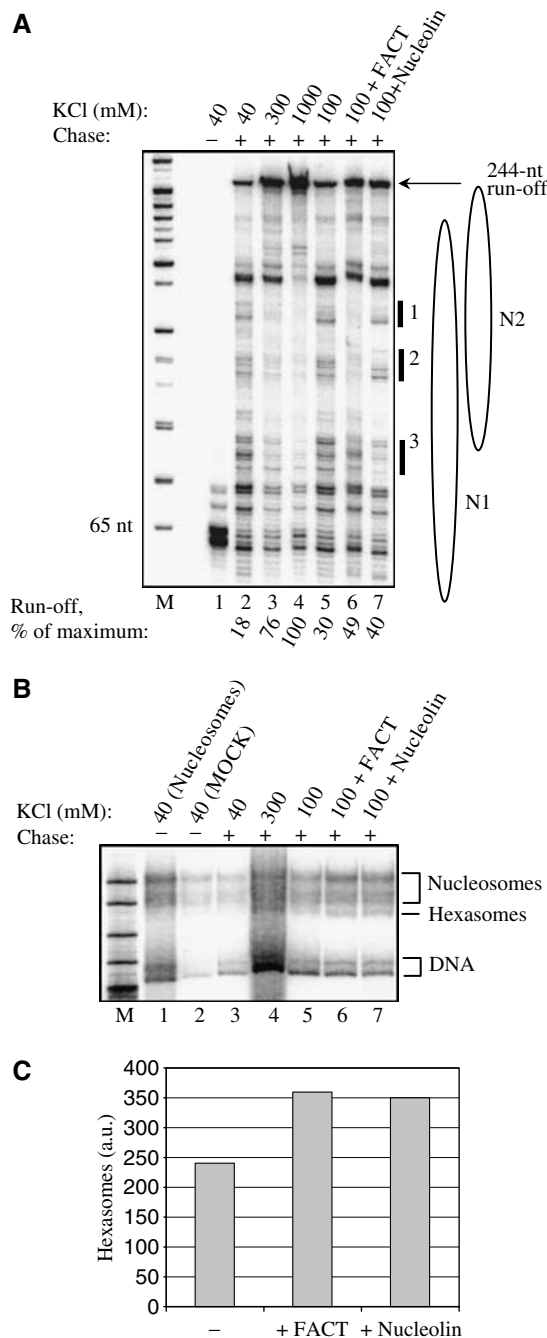 A
KCl (mM): 40 40 300 1000 100 100 + FACT 100+Nucleolin
Chase: – + + + + + +
244-nt
run-off
1
N2
2
3
N1
65 nt
M 1 2 3 4 5 6 7
Run-off,
% of maximum: 18 76 100 30 49 40
B
40 (Nucleosomes) 40 (MOCK) 40 300 100 100 + FACT 100 + Nucleolin
KCl (mM):
Chase: – – + + + + +
Nucleosomes
Hexasomes
DNA
M 1 2 3 4 5 6 7
C
Hexasomes (a.u.)
400
350
300
250
200
150
100
50
0
– + FACT + Nucleolin